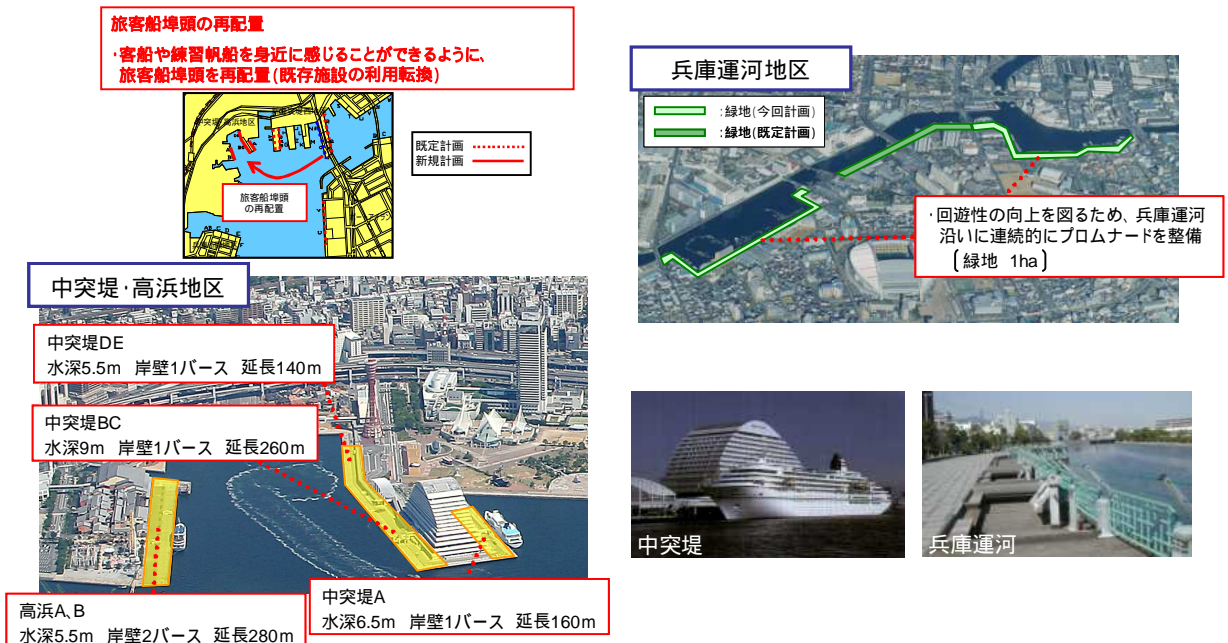 旅客船埠頭の再配置
・客船や練習帆船を身近に感じることができるように、
旅客船埠頭を再配置(既存施設の利用転換)
旅客船埠頭
の再配置
既定計画
新規計画
中突堤・高浜地区
中突堤DE
水深5.5m 岸壁1バース 延長140m
中突堤BC
水深9m 岸壁1バース 延長260m
高浜A、B
水深5.5m 岸壁2バース 延長280m
中突堤A
水深6.5m 岸壁1バース 延長160m
兵庫運河地区
:緑地(今回計画)
:緑地(既定計画)
・回遊性の向上を図るため、兵庫運河
沿いに連続的にプロムナードを整備
〔緑地 1ha〕
中突堤
兵庫運河